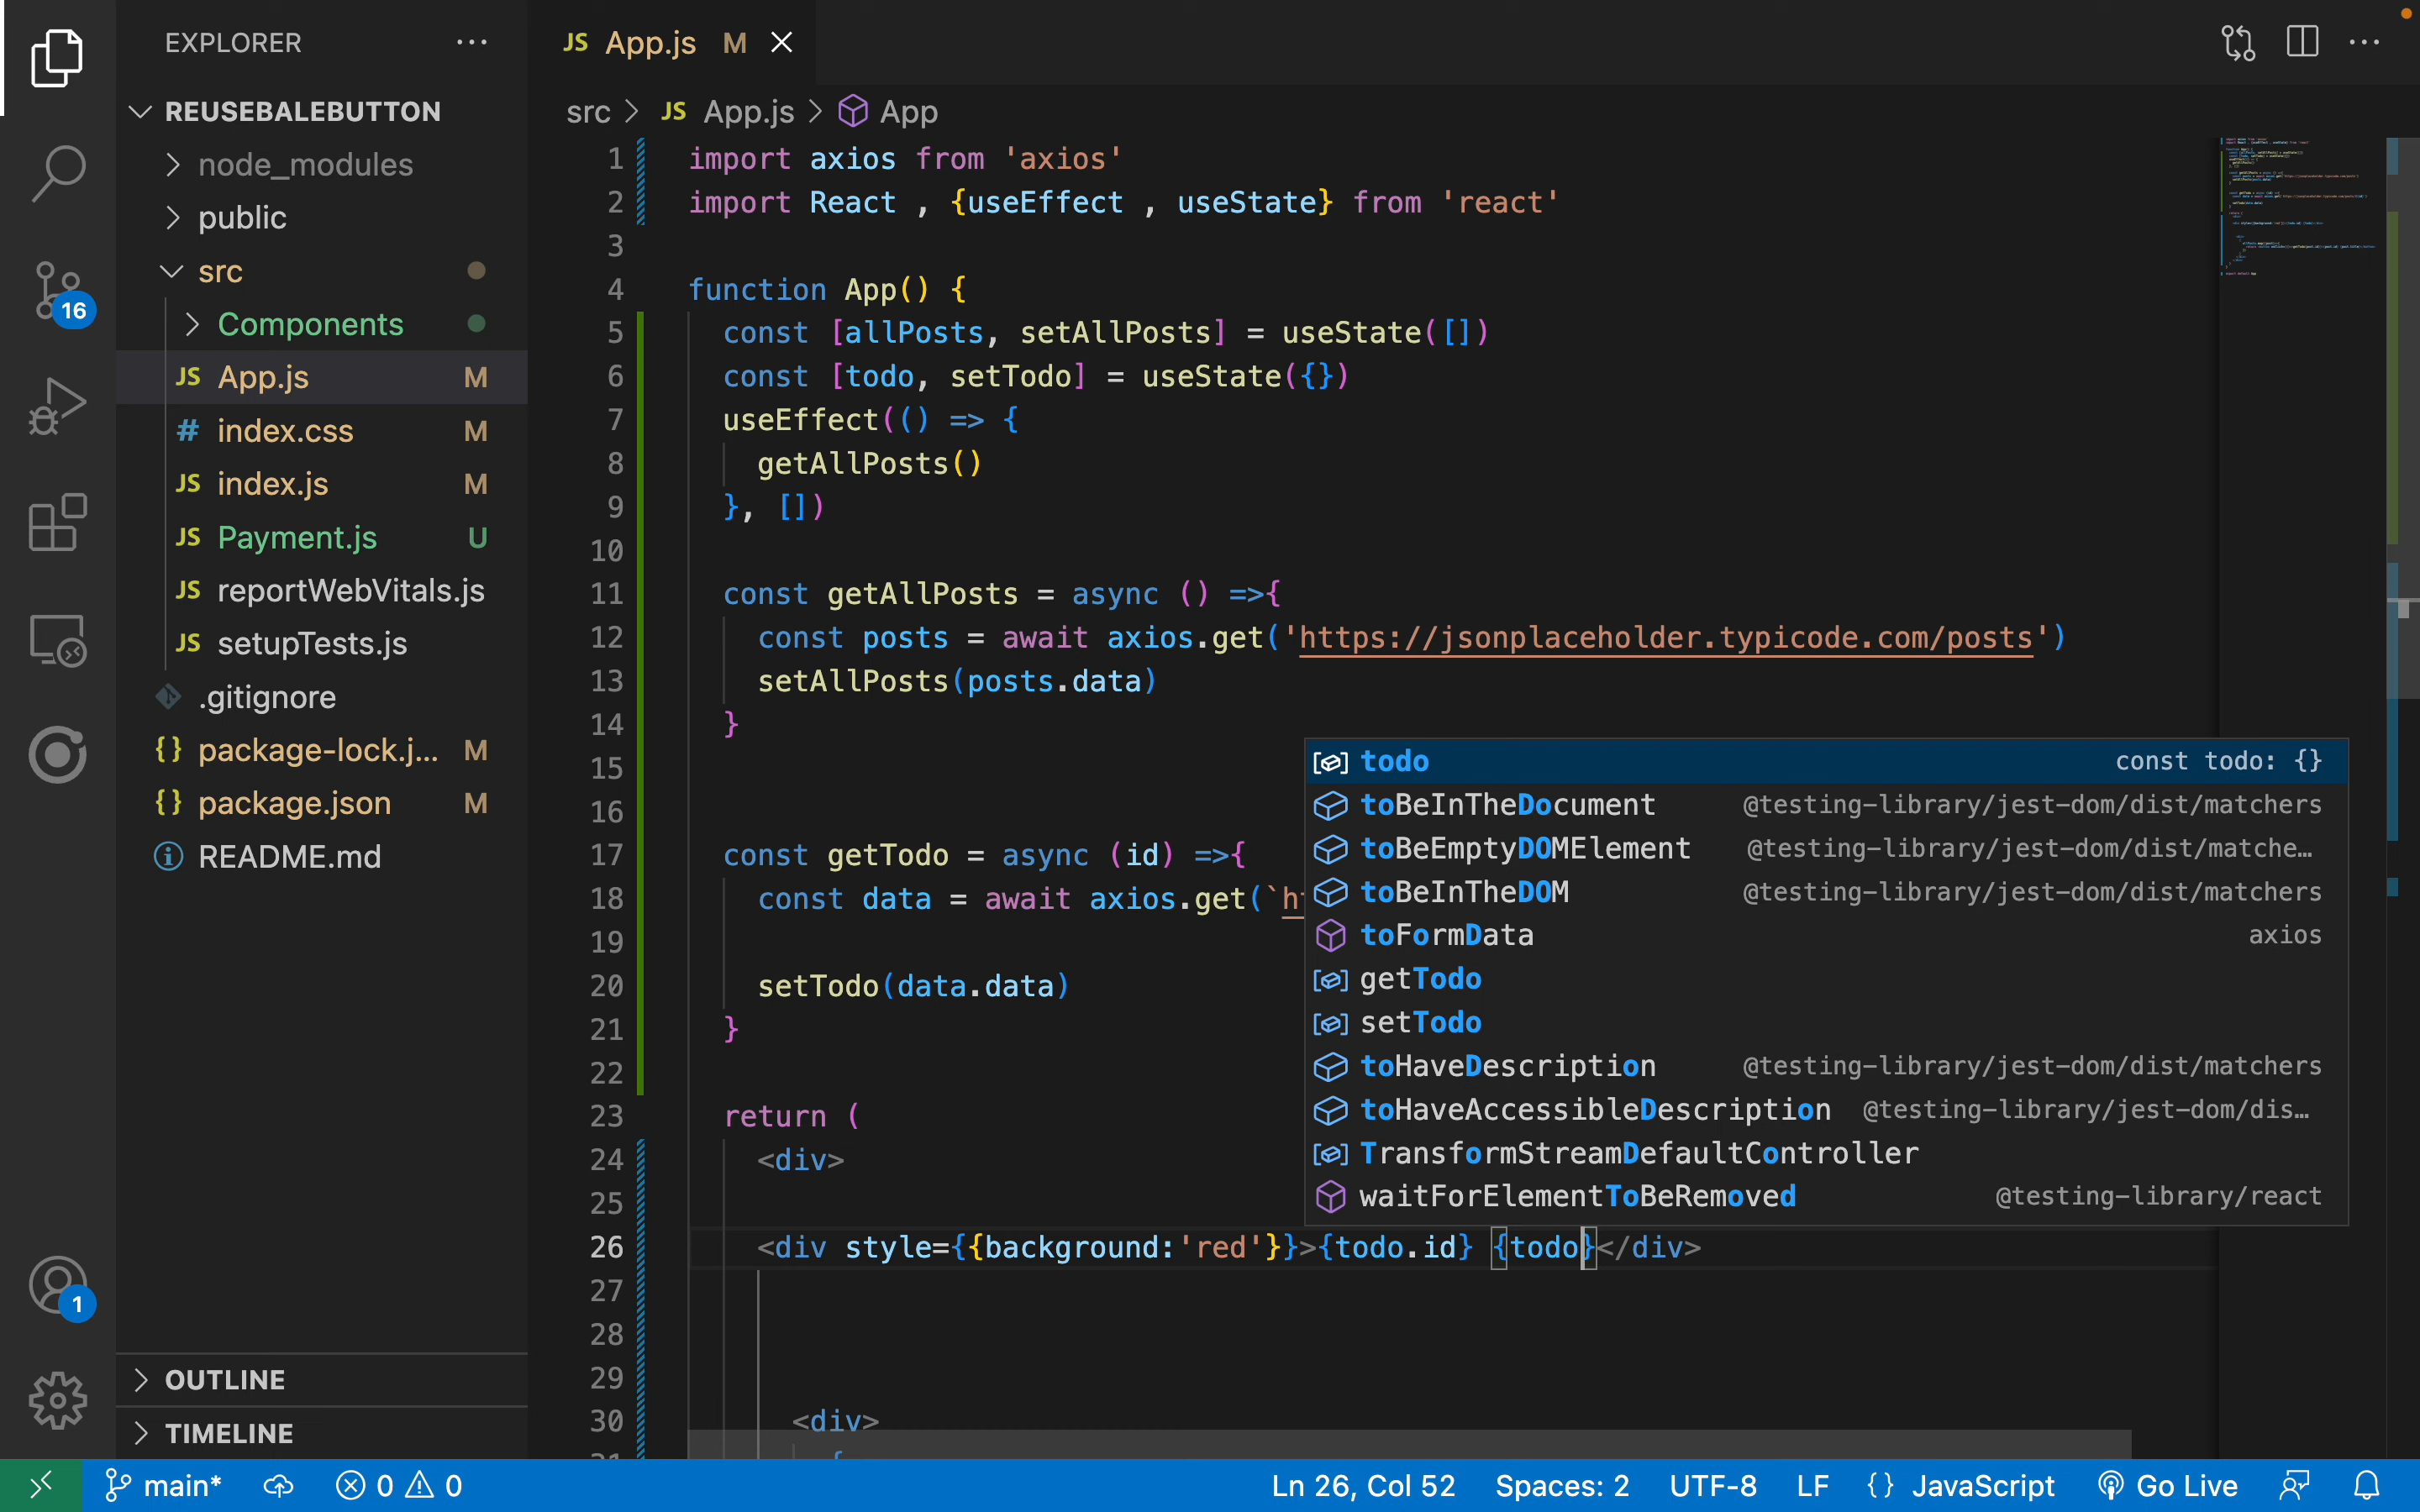 EXPLORER
REUSEBALEBUTTON
node_modules
public
src
Components
JS App.js M
# index.css M
JS index.js M
JS Payment.js U
JS reportWebVitals.js
JS setupTests.js
.gitignore
{} package-lock.j... M
{} package.json M
README.md
OUTLINE
TIMELINE
16
1
JS App.js M
src > JS App.js > App
1 import axios from 'axios'
2 import React , {useEffect , useState} from 'react'
3
4 function App() {
5 const [allPosts, setAllPosts] = useState([])
6 const [todo, setTodo] = useState({})
7 useEffect(() => {
8 getAllPosts()
9 }, [])
10
11 const getAllPosts = async () =>{
12 const posts = await axios.get('https://jsonplaceholder.typicode.com/posts')
13 setAllPosts(posts.data)
14 }
15
16
17 const getTodo = async (id) =>{
18 const data = await axios.get(`h
19
20 setTodo(data.data)
21 }
22
23 return (
24 <div>
25
26 <div style={{background:'red'}}>{todo.id} {todo}</div>
27
28
29
30 <div>
todo const todo: {}
toBeInTheDocument @testing-library/jest-dom/dist/matchers
toBeEmptyDOMElement @testing-library/jest-dom/dist/matche…
toBeInTheDOM @testing-library/jest-dom/dist/matchers
toFormData axios
getTodo
setTodo
toHaveDescription @testing-library/jest-dom/dist/matchers
toHaveAccessibleDescription @testing-library/jest-dom/dis…
TransformStreamDefaultController
waitForElementToBeRemoved @testing-library/react
main* 0 0 Ln 26, Col 52 Spaces: 2 UTF-8 LF {} JavaScript Go Live